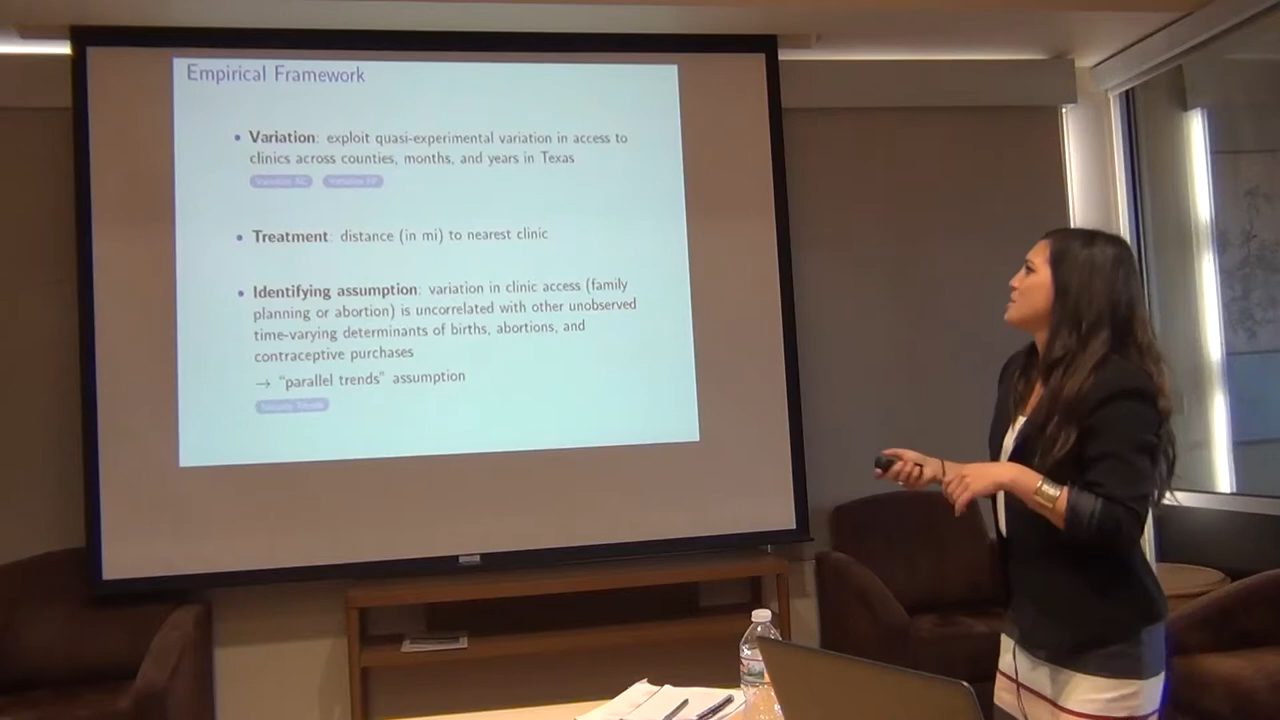 Empirical Framework
• Variation: exploit quasi-experimental variation in access to
clinics across counties, months, and years in Texas
• Treatment: distance (in mi) to nearest clinic
• Identifying assumption: variation in clinic access (family
planning or abortion) is uncorrelated with other unobserved
time-varying determinants of births, abortions, and
contraceptive purchases
→ “parallel trends” assumption